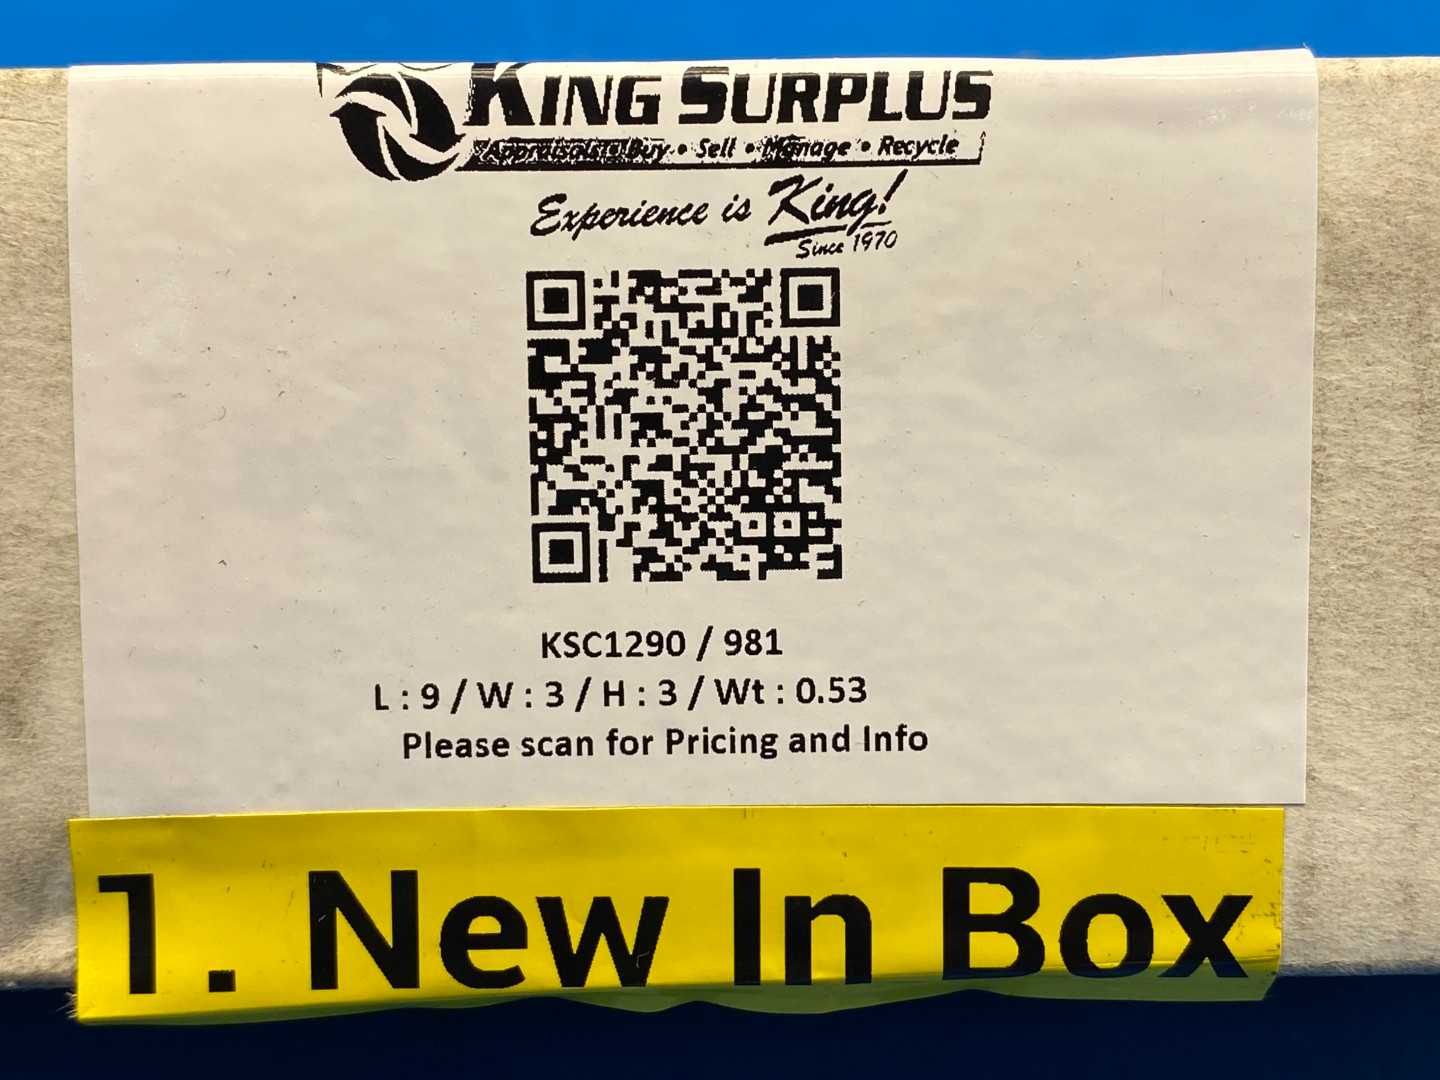 KING SURPLUS
Appraisals • Buy • Sell • Manage • Recycle
Experience is King!
Since 1970
KSC1290 / 981
L : 9 / W : 3 / H : 3 / Wt : 0.53
Please scan for Pricing and Info
1. New In Box